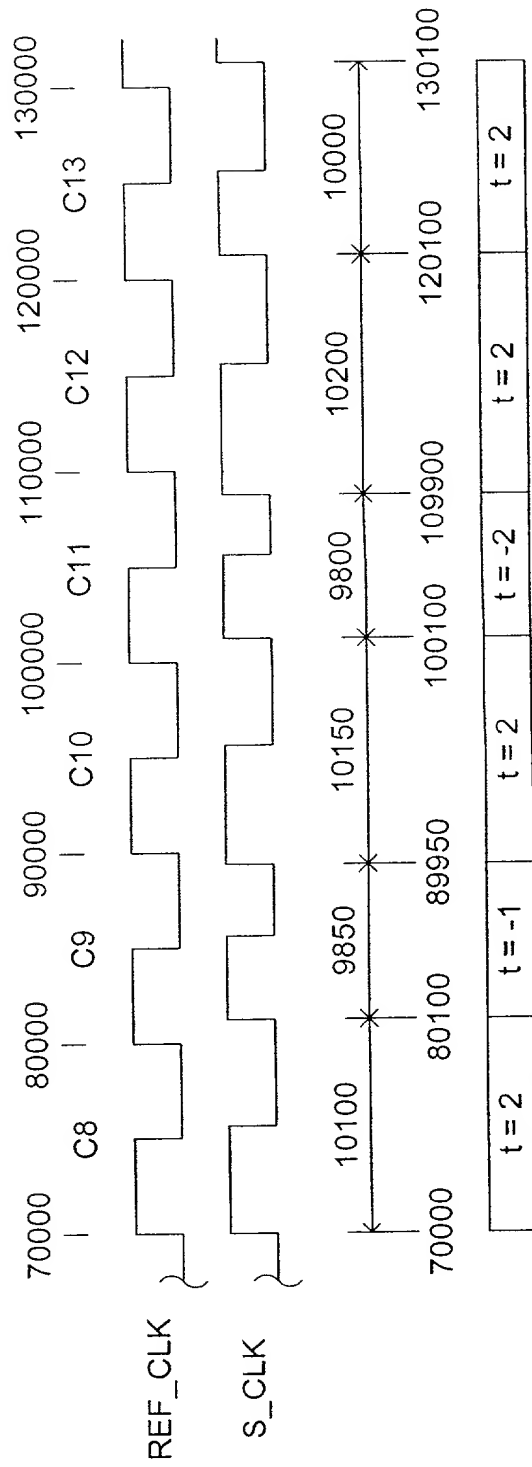 70000 80000 90000 100000 110000 120000 130000
C8 C9 C10 C11 C12 C13
REF_CLK
S_CLK
10100 9850 10150 9800 10200 10000
70000 80100 89950 100100 109900 120100 130100
t = 2 t = -1 t = 2 t = -2 t = 2 t = 2